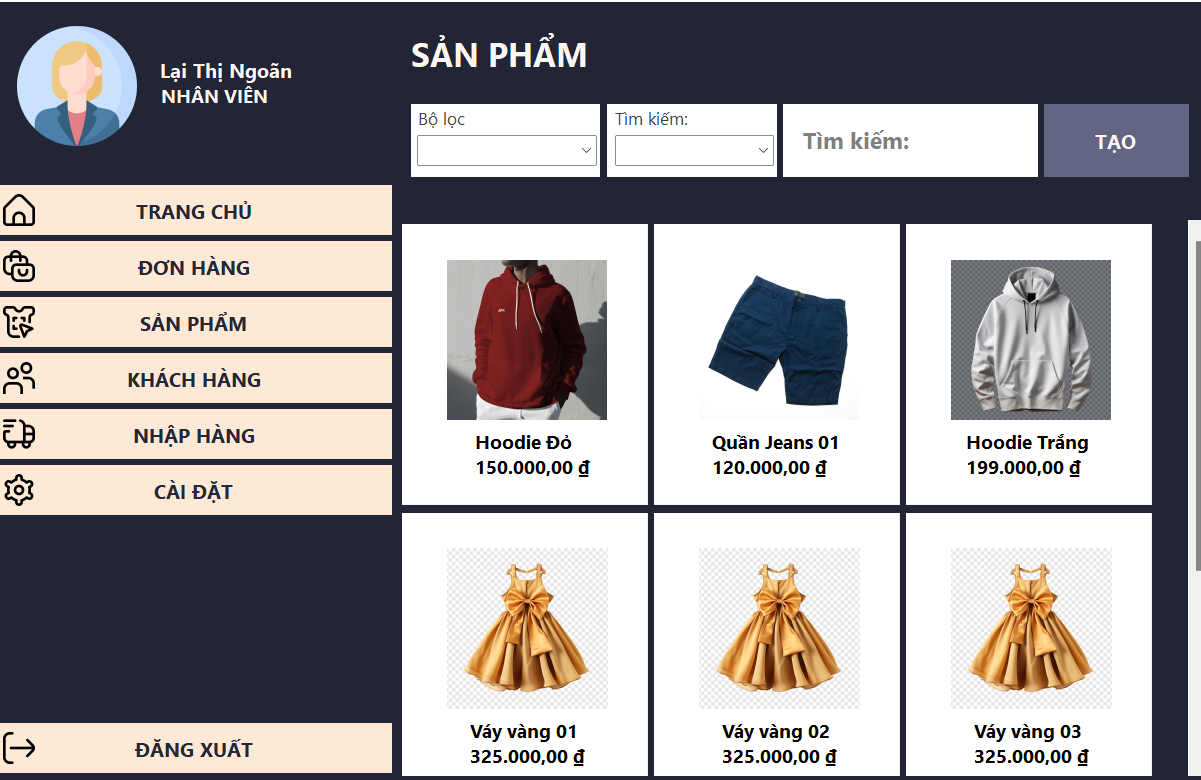 Lại Thị Ngoãn
NHÂN VIÊN
TRANG CHỦ
ĐƠN HÀNG
SẢN PHẨM
KHÁCH HÀNG
NHẬP HÀNG
CÀI ĐẶT
ĐĂNG XUẤT
SẢN PHẨM
Bộ lọc
Tìm kiếm:
Tìm kiếm:
TẠO
Hoodie Đỏ
150.000,00 ₫
Quần Jeans 01
120.000,00 ₫
Hoodie Trắng
199.000,00 ₫
Váy vàng 01
325.000,00 ₫
Váy vàng 02
325.000,00 ₫
Váy vàng 03
325.000,00 ₫